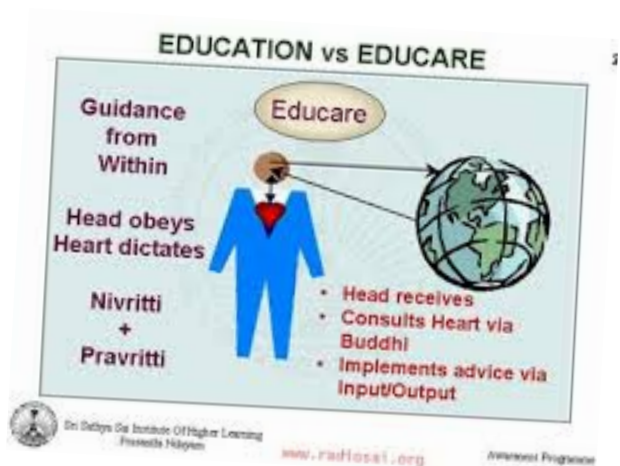 EDUCATION vs EDUCARE
Educare
Guidance
from
Within
Head obeys
Heart dictates
Nivritti
+
Pravritti
• Head receives
• Consults Heart via
Buddhi
• Implements advice via
Input/Output
Sri Sathya Sai Institute Of Higher Learning
Prasanthi Nilayam
www.radiosai.org
Awareness Programme